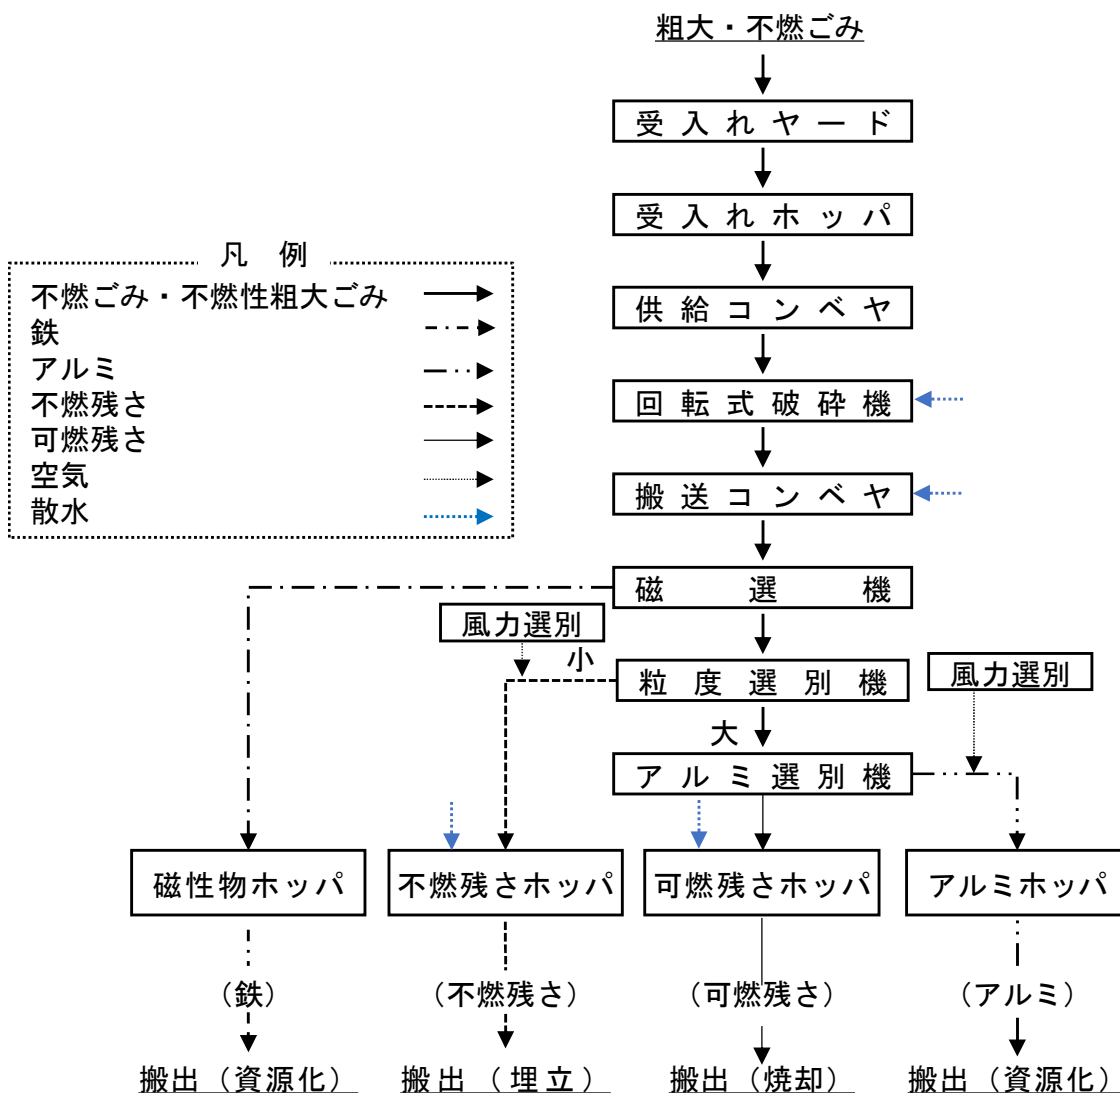 粗大・不燃ごみ
受入れヤード
受入れホッパ
凡　例
不燃ごみ・不燃性粗大ごみ
鉄
アルミ
不燃残さ
可燃残さ
空気
散水
供給コンベヤ
回転式破砕機
搬送コンベヤ
磁選機
風力選別
小
粒度選別機
風力選別
大
アルミ選別機
磁性物ホッパ
不燃残さホッパ
可燃残さホッパ
アルミホッパ
（鉄）
（不燃残さ）
（可燃残さ）
（アルミ）
搬出（資源化）
搬出（埋立）
搬出（焼却）
搬出（資源化）